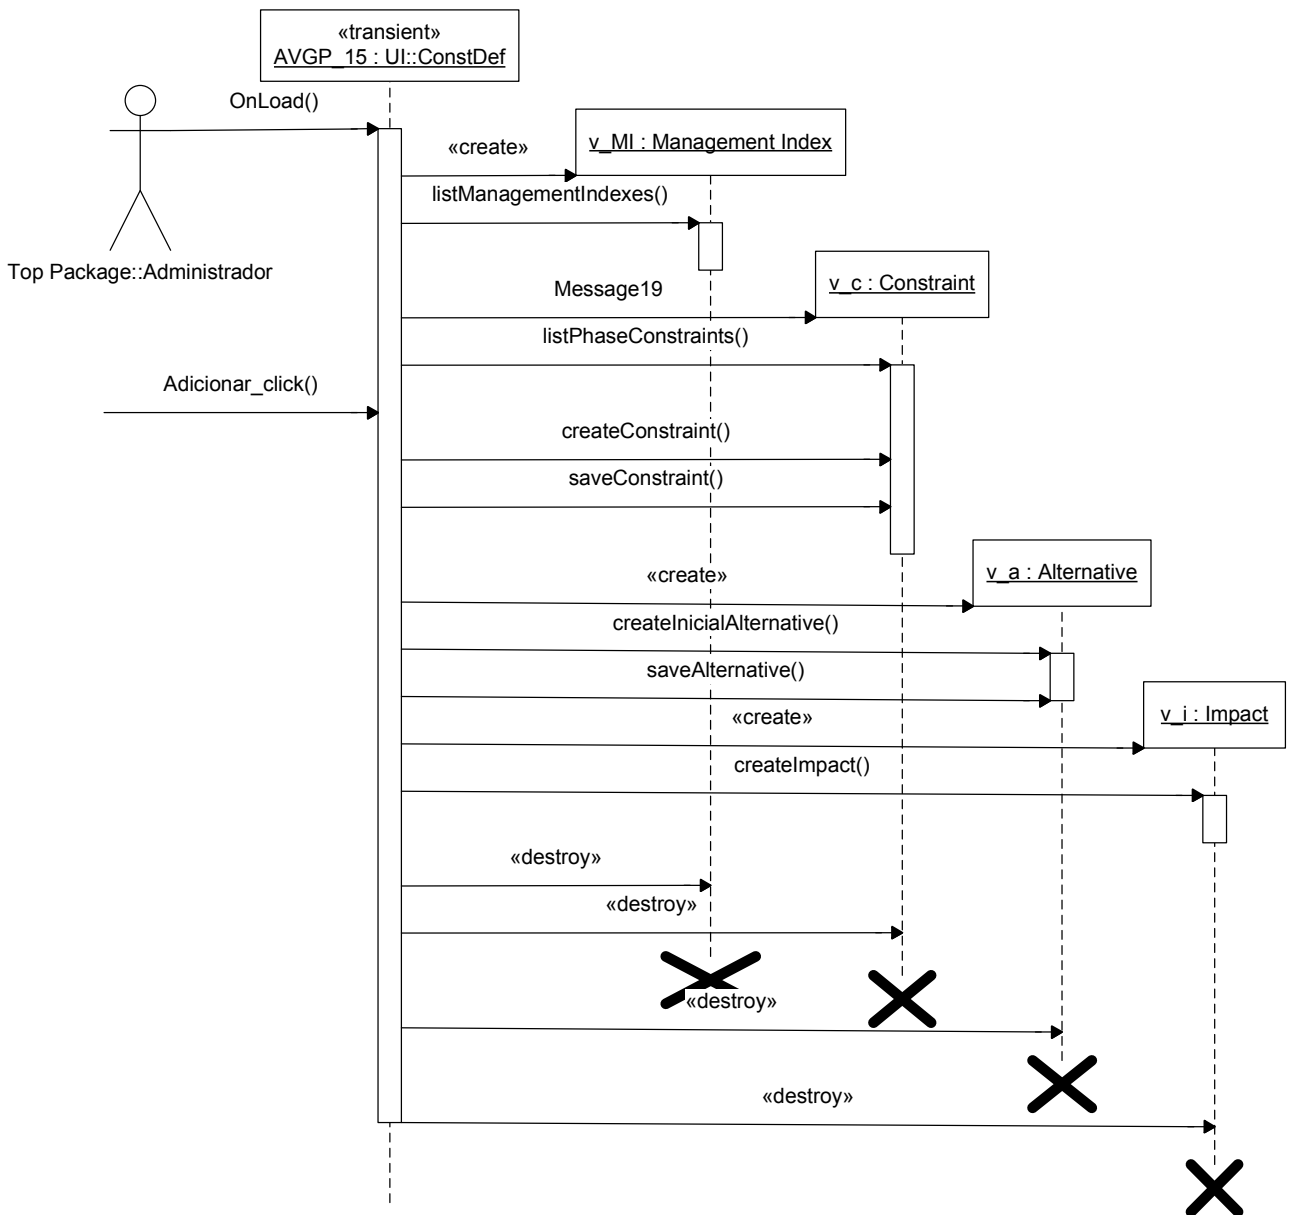 «transient»
AVGP_15 : UI::ConstDef
OnLoad()
«create»
v_MI : Management Index
listManagementIndexes()
Top Package::Administrador
Message19
v_c : Constraint
listPhaseConstraints()
Adicionar_click()
createConstraint()
saveConstraint()
«create»
v_a : Alternative
createInicialAlternative()
saveAlternative()
«create»
v_i : Impact
createImpact()
«destroy»
«destroy»
«destroy»
«destroy»